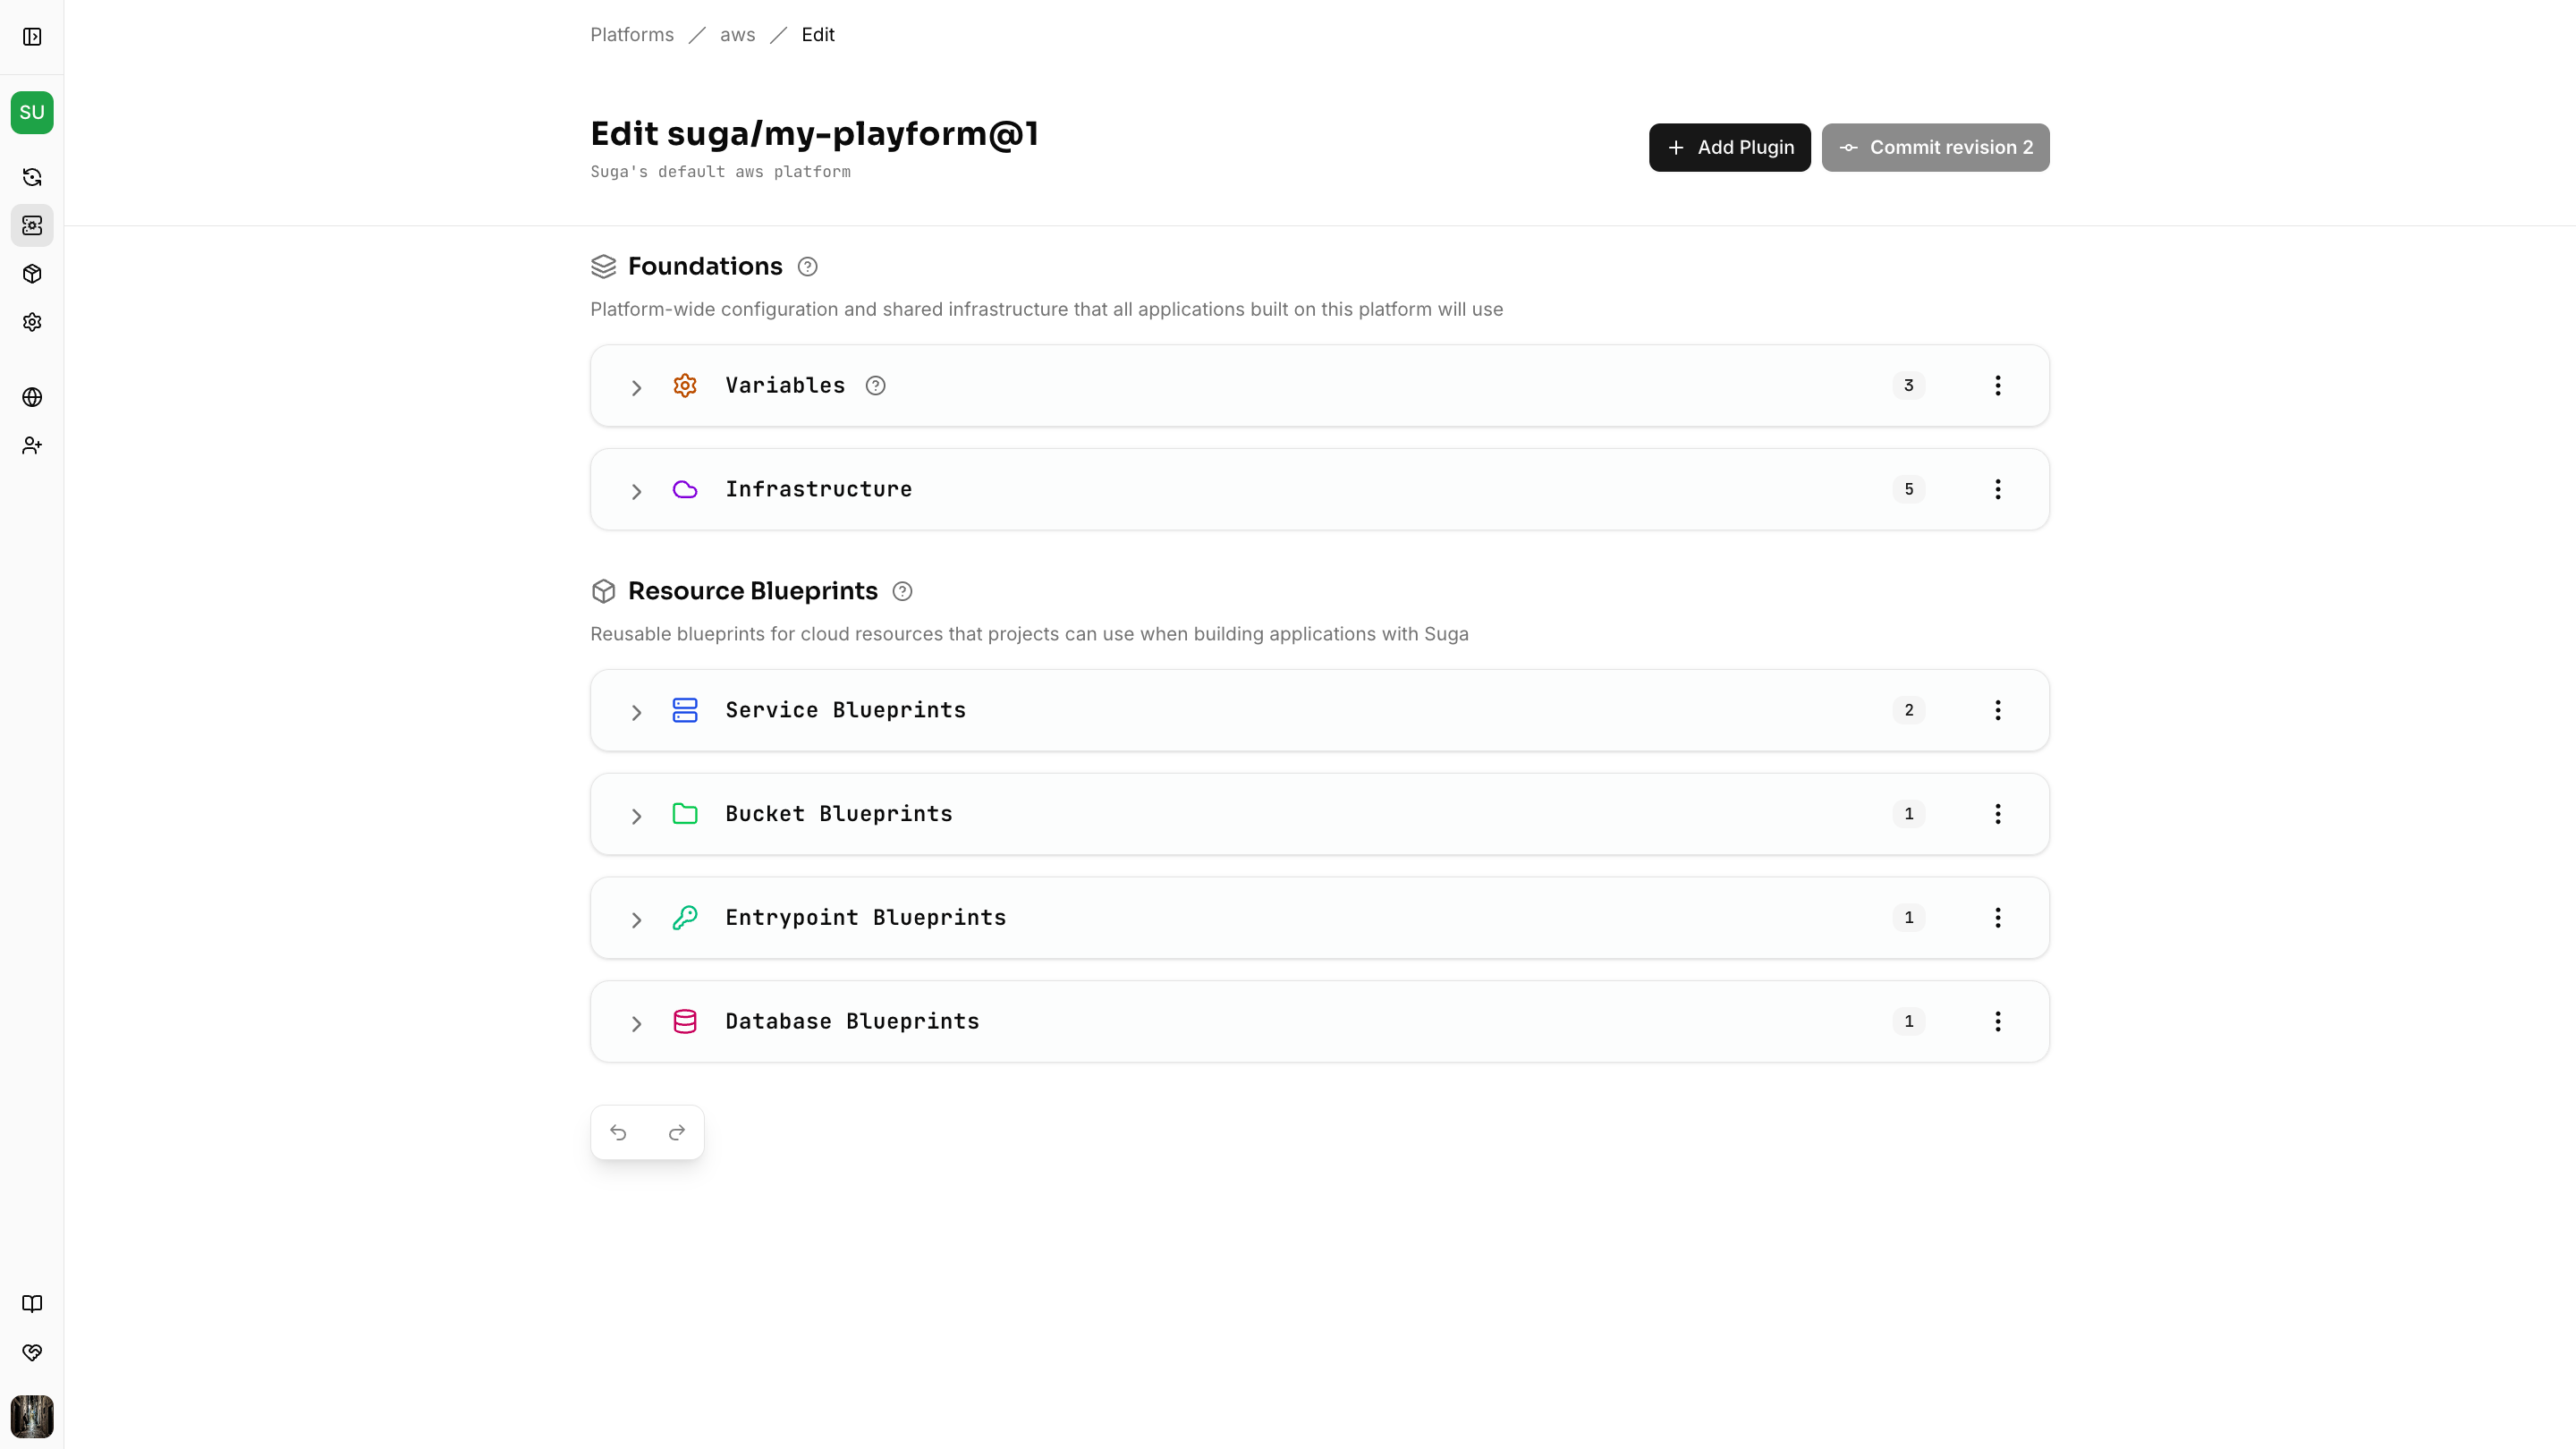 Platforms / aws / Edit
SU
Edit suga/my-playform@1
Suga's default aws platform
Add Plugin
Commit revision 2
Foundations
Platform-wide configuration and shared infrastructure that all applications built on this platform will use
Variables 3
Infrastructure 5
Resource Blueprints
Reusable blueprints for cloud resources that projects can use when building applications with Suga
Service Blueprints 2
Bucket Blueprints 1
Entrypoint Blueprints 1
Database Blueprints 1